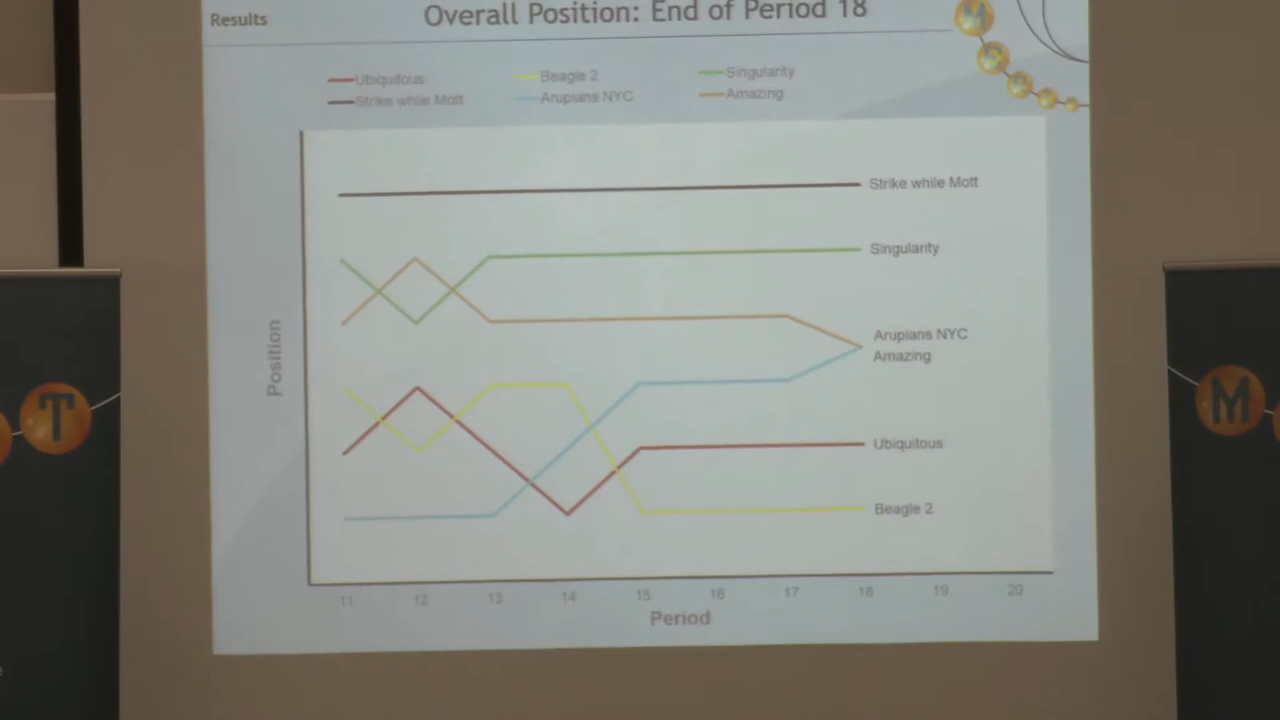 Results
Overall Position: End of Period 18
Ubiquitous
Beagle 2
Singularity
Strike while Mott
Arupians NYC
Amazing
Strike while Mott
Singularity
Arupians NYC
Amazing
Ubiquitous
Beagle 2
Position
11 12 13 14 15 16 17 18 19 20
Period
T
M
M